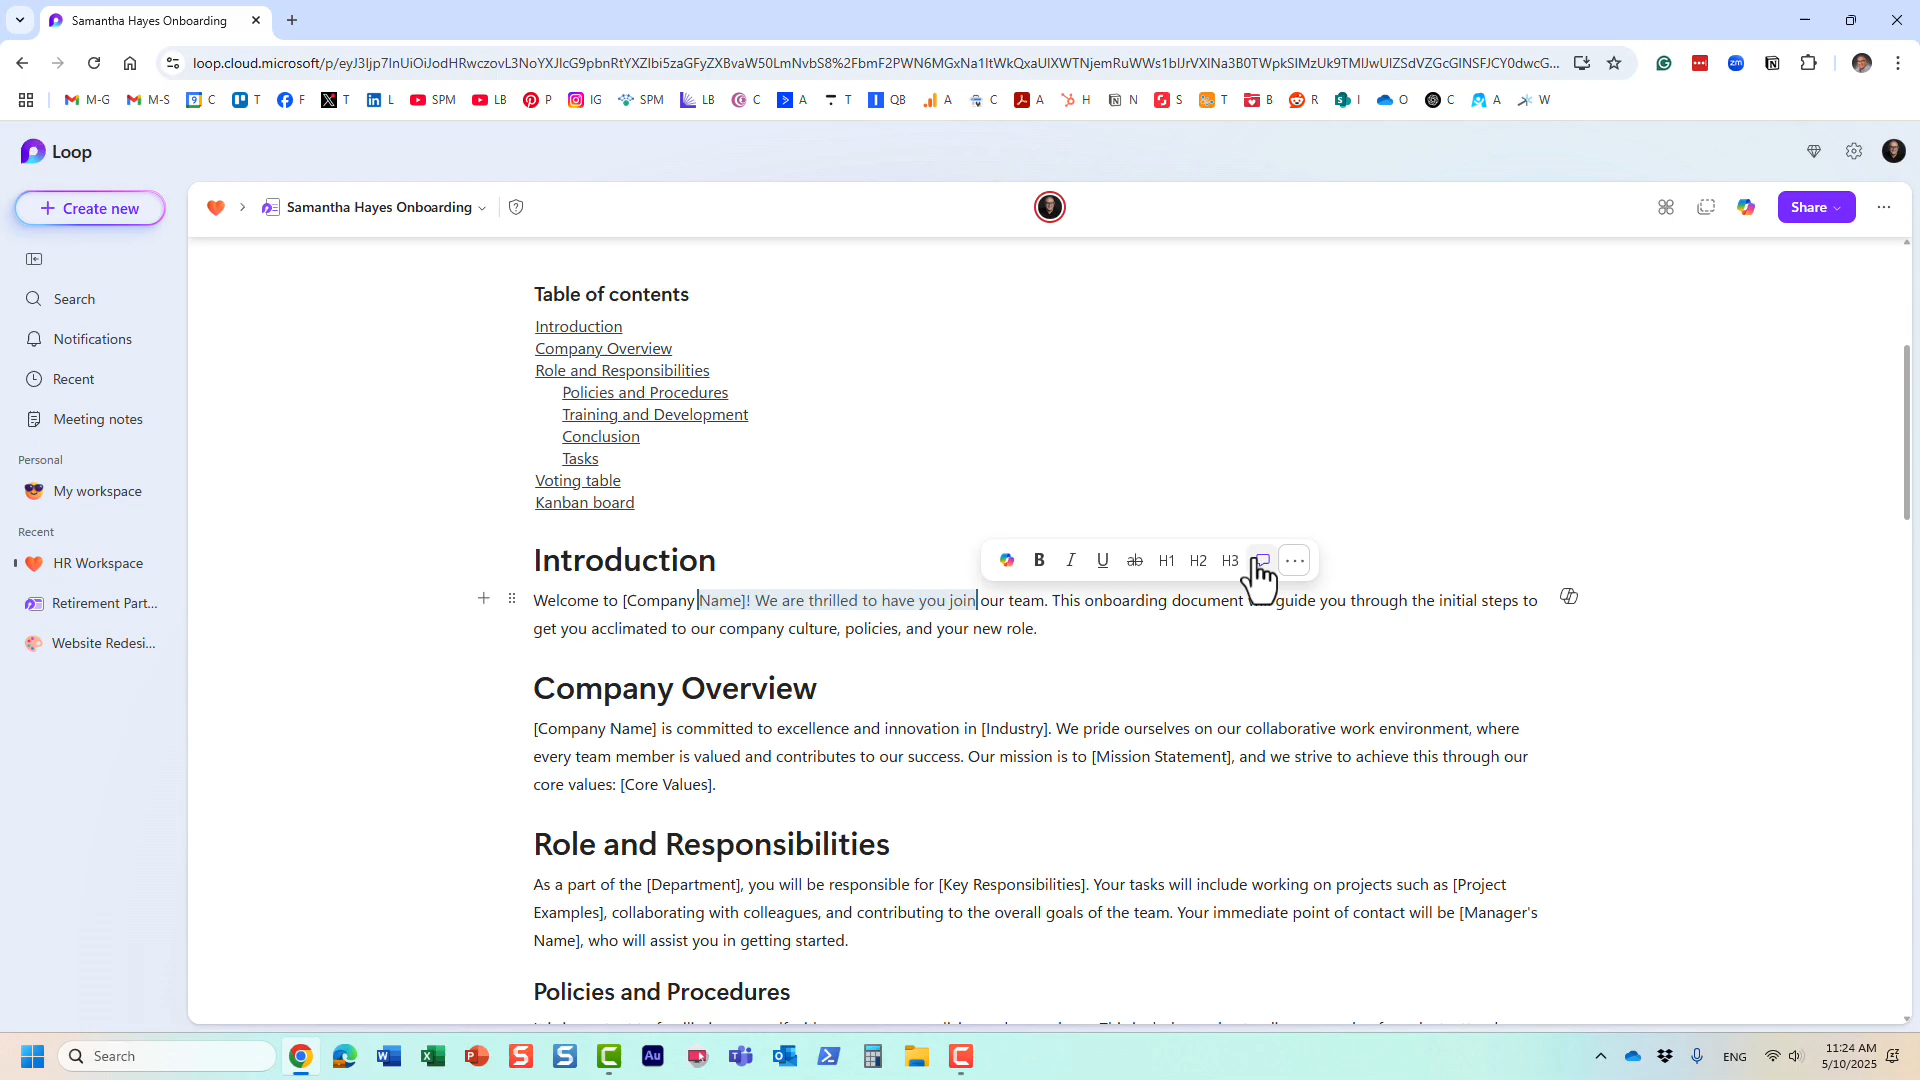 Samantha Hayes Onboarding
M-G
M-S
C
T
F
T
L
SPM
LB
P
IG
SPM
LB
C
A
T
QB
A
C
A
H
N
S
T
B
R
I
O
C
A
W
Loop
Create new
Samantha Hayes Onboarding
Share
Search
Notifications
Recent
Meeting notes
Personal
My workspace
Recent
HR Workspace
Retirement Part...
Website Redesi...
Table of contents
Introduction
Company Overview
Role and Responsibilities
Policies and Procedures
Training and Development
Conclusion
Tasks
Voting table
Kanban board
Introduction
B I U ab H1 H2 H3
Welcome to [Company Name]! We are thrilled to have you join our team. This onboarding document guide you through the initial steps to
get you acclimated to our company culture, policies, and your new role.
Company Overview
[Company Name] is committed to excellence and innovation in [Industry]. We pride ourselves on our collaborative work environment, where
every team member is valued and contributes to our success. Our mission is to [Mission Statement], and we strive to achieve this through our
core values: [Core Values].
Role and Responsibilities
As a part of the [Department], you will be responsible for [Key Responsibilities]. Your tasks will include working on projects such as [Project
Examples], collaborating with colleagues, and contributing to the overall goals of the team. Your immediate point of contact will be [Manager's
Name], who will assist you in getting started.
Policies and Procedures
Search
ENG
11:24 AM
5/10/2025